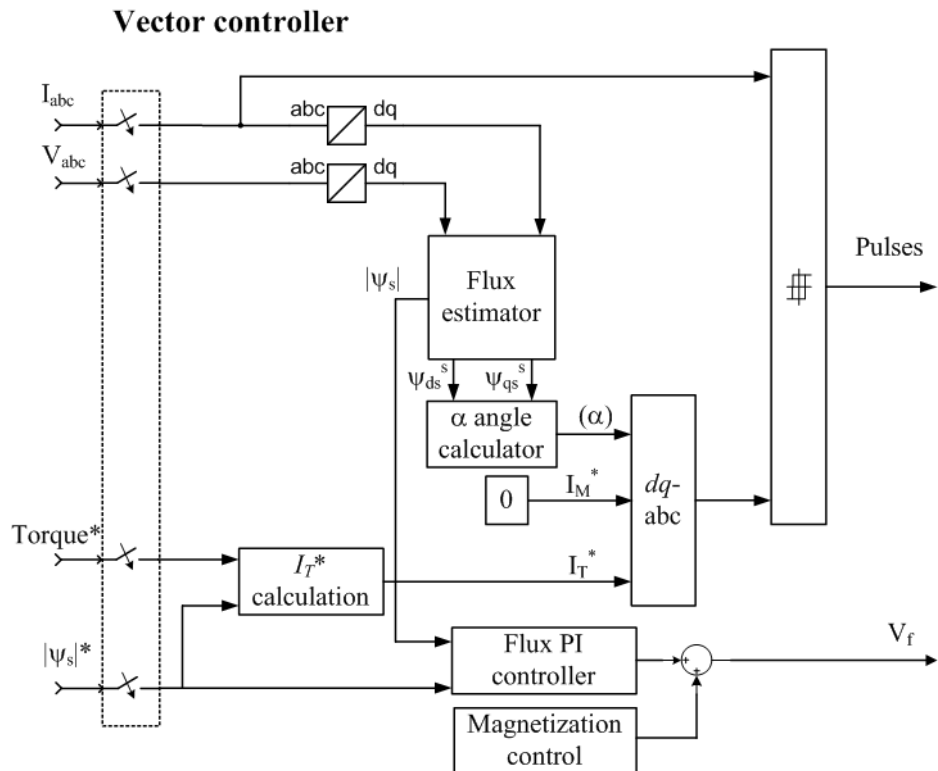 Vector controller
I_abc
abc
dq
V_abc
abc
dq
Pulses
|ψ_s|
Flux
estimator
ψ_ds^s
ψ_qs^s
α angle
calculator
(α)
0
I_M^*
dq-
abc
Torque*
I_T*
calculation
I_T^*
|ψ_s|*
Flux PI
controller
+
+
V_f
Magnetization
control